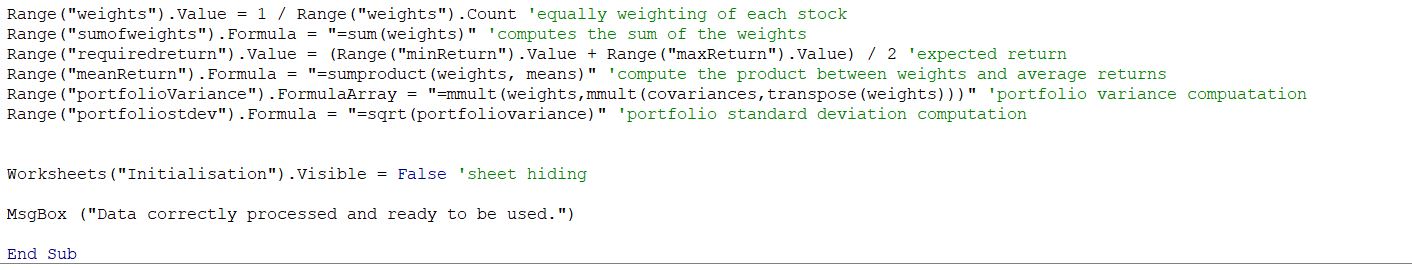 Range("weights").Value = 1 / Range("weights").Count 'equally weighting of each stock
Range("sumofweights").Formula = "=sum(weights)" 'computes the sum of the weights
Range("requiredreturn").Value = (Range("minReturn").Value + Range("maxReturn").Value) / 2 'expected return
Range("meanReturn").Formula = "=sumproduct(weights, means)" 'compute the product between weights and average returns
Range("portfolioVariance").FormulaArray = "=mmult(weights,mmult(covariances,transpose(weights)))" 'portfolio variance compuatation
Range("portfoliostdev").Formula = "=sqrt(portfoliovariance)" 'portfolio standard deviation computation
Worksheets("Initialisation").Visible = False 'sheet hiding
MsgBox ("Data correctly processed and ready to be used.")
End Sub